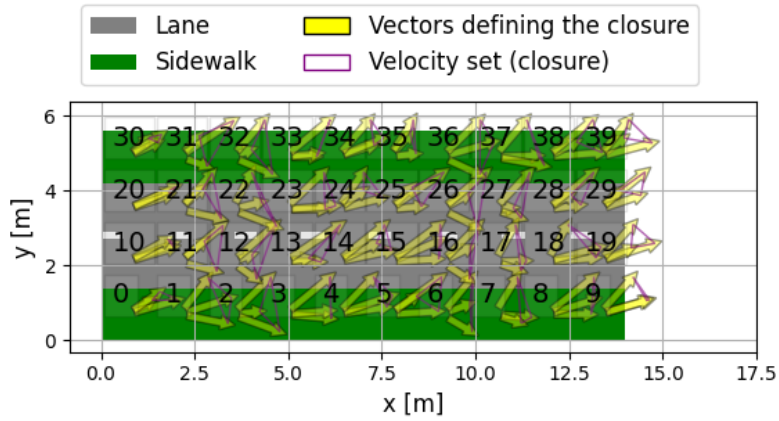 Lane
Sidewalk
Vectors defining the closure
Velocity set (closure)
y [m]
6
4
2
0
30 31 32 33 34 35 36 37 38 39
20 21 22 23 24 25 26 27 28 29
10 11 12 13 14 15 16 17 18 19
0 1 2 3 4 5 6 7 8 9
0.0 2.5 5.0 7.5 10.0 12.5 15.0 17.5
x [m]